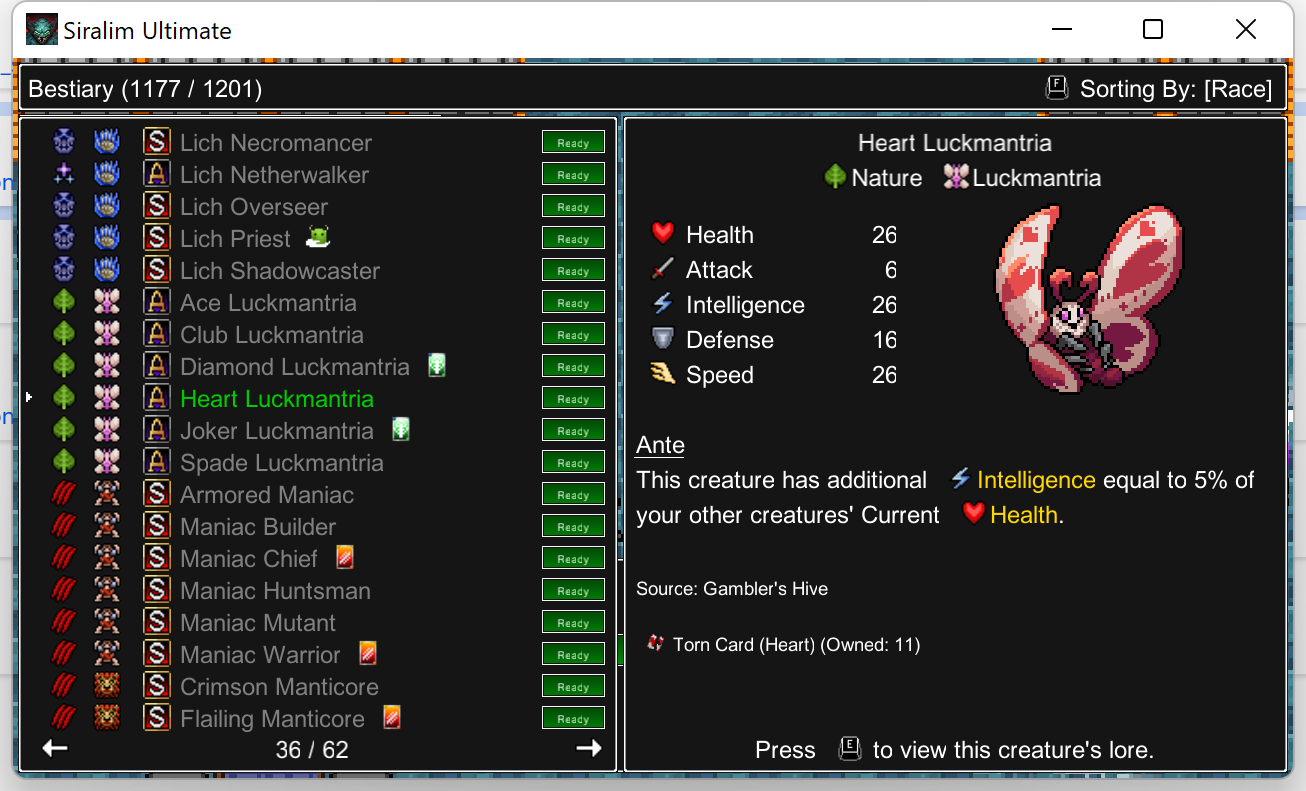 Siralim Ultimate
Bestiary (1177 / 1201)
F Sorting By: [Race]
S Lich Necromancer Ready
A Lich Netherwalker Ready
S Lich Overseer Ready
S Lich Priest Ready
S Lich Shadowcaster Ready
A Ace Luckmantria Ready
A Club Luckmantria Ready
A Diamond Luckmantria Ready
A Heart Luckmantria Ready
A Joker Luckmantria Ready
A Spade Luckmantria Ready
S Armored Maniac Ready
S Maniac Builder Ready
S Maniac Chief Ready
S Maniac Huntsman Ready
S Maniac Mutant Ready
S Maniac Warrior Ready
S Crimson Manticore Ready
S Flailing Manticore Ready
36 / 62
Heart Luckmantria
Nature Luckmantria
Health 26
Attack 6
Intelligence 26
Defense 16
Speed 26
Ante
This creature has additional Intelligence equal to 5% of
your other creatures' Current Health.
Source: Gambler's Hive
Torn Card (Heart) (Owned: 11)
Press E to view this creature's lore.